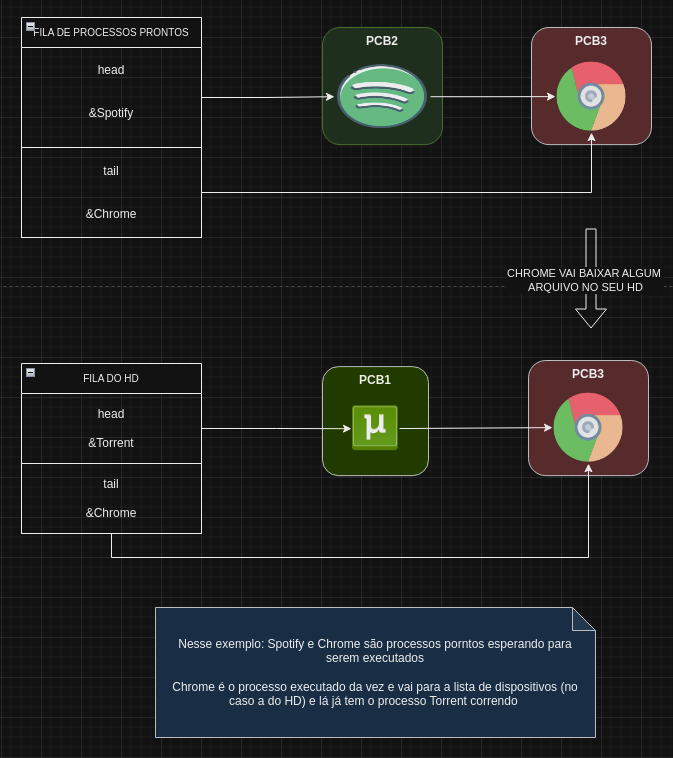 FILA DE PROCESSOS PRONTOS
head
&Spotify
tail
&Chrome
PCB2
PCB3
CHROME VAI BAIXAR ALGUM
ARQUIVO NO SEU HD
FILA DO HD
head
&Torrent
tail
&Chrome
PCB1
µ
PCB3
Nesse exemplo: Spotify e Chrome são processos porntos esperando para
serem executados
Chrome é o processo executado da vez e vai para a lista de dispositivos (no
caso a do HD) e lá já tem o processo Torrent correndo